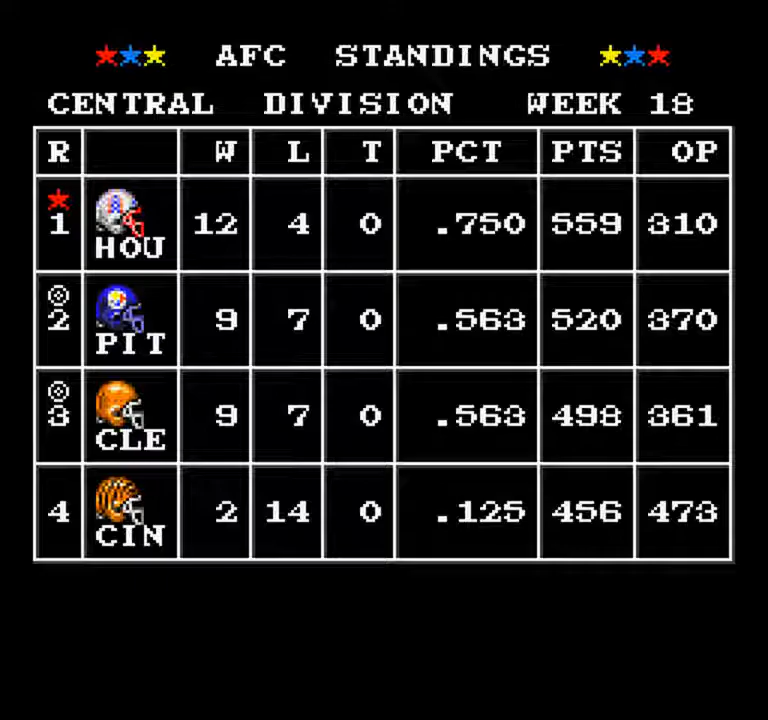 AFC STANDINGS
CENTRAL DIVISION WEEK 18
R W L T PCT PTS OP
1 HOU 12 4 0 .750 559 310
2 PIT 9 7 0 .563 520 370
3 CLE 9 7 0 .563 498 361
4 CIN 2 14 0 .125 456 473